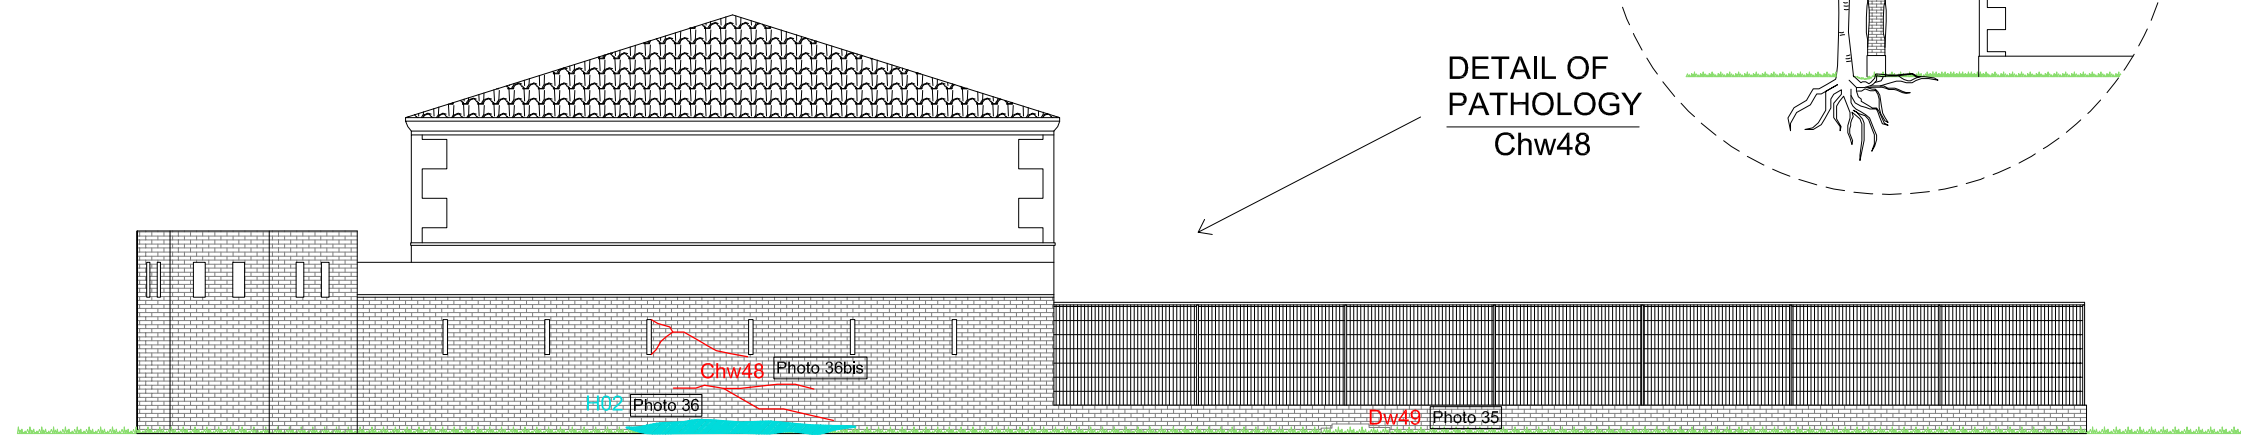 DETAIL OF
PATHOLOGY
Chw48
Chw48 Photo 36bis
H02 Photo 36
Dw49 Photo 35